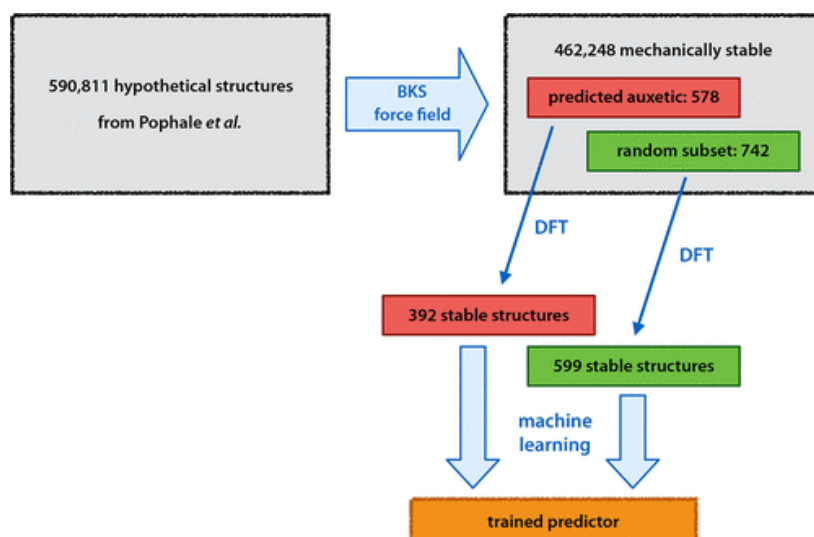 590,811 hypothetical structures
from Pophale et al.
BKS
force field
462,248 mechanically stable
predicted auxetic: 578
random subset: 742
DFT
DFT
392 stable structures
599 stable structures
machine
learning
trained predictor